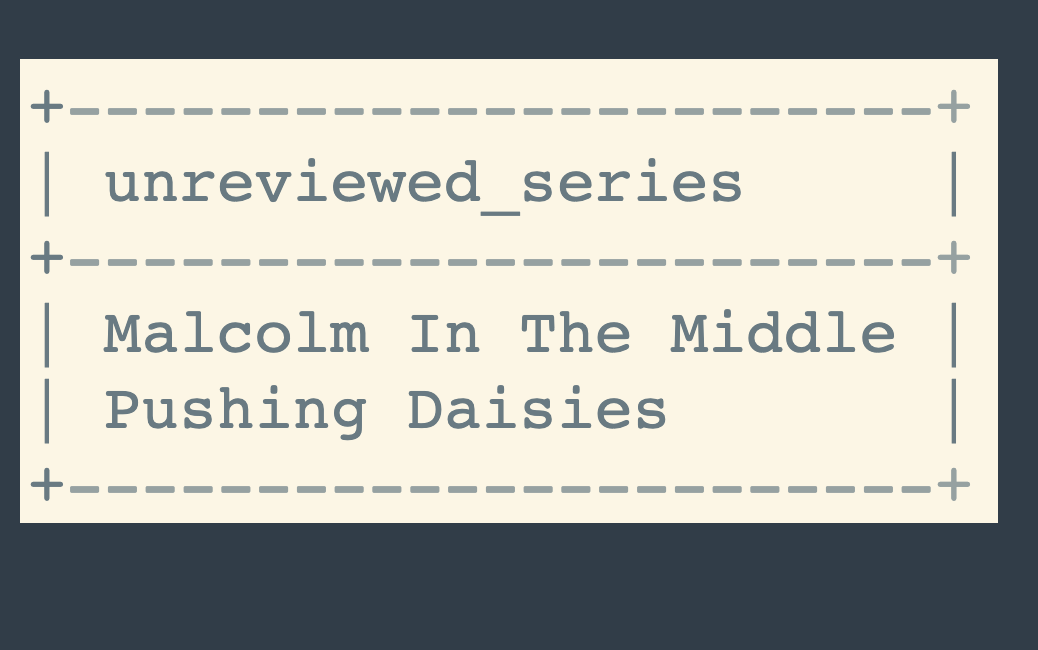 +-----------------------+
| unreviewed_series     |
+-----------------------+
| Malcolm In The Middle |
| Pushing Daisies       |
+-----------------------+